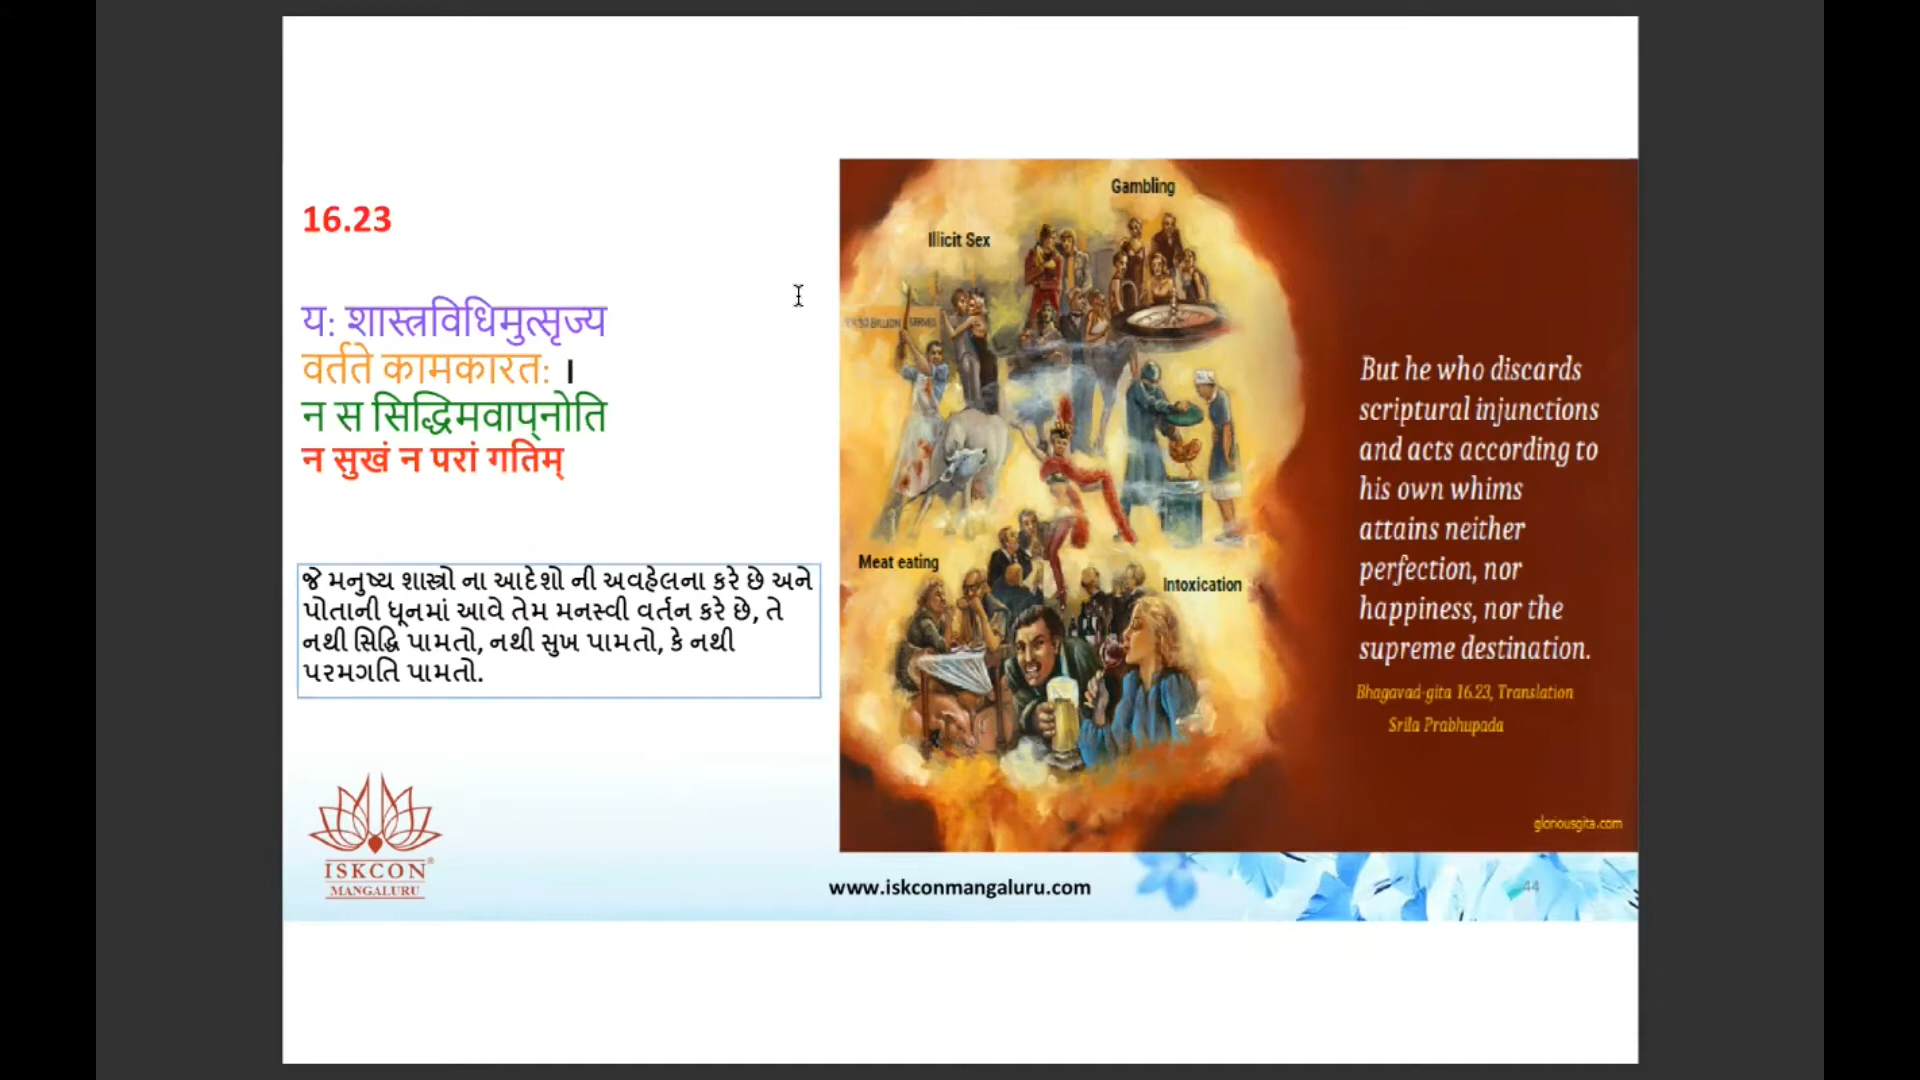 16.23
य: शास्त्रविधिमुत्सृज्य
वर्तते कामकारत: ।
न स सिद्धिमवाप्‌नोति
न सुखं न परां गतिम्
જે મનુષ્ય શાસ્ત્રો ના આદેશો ની અવહેલના કરે છે અને
પોતાની ધૂનમાં આવે તેમ મનસ્વી વર્તન કરે છે, તે
નથી સિદ્ધિ પામતો, નથી સુખ પામતો, કે નથી
પરમગતિ પામતો.
Gambling
Illicit Sex
BILLION SERVED
Meat eating
Intoxication
But he who discards
scriptural injunctions
and acts according to
his own whims
attains neither
perfection, nor
happiness, nor the
supreme destination.
Bhagavad-gita 16.23, Translation
Srila Prabhupada
gloriousgita.com
ISKCON®
MANGALURU
www.iskconmangaluru.com
44